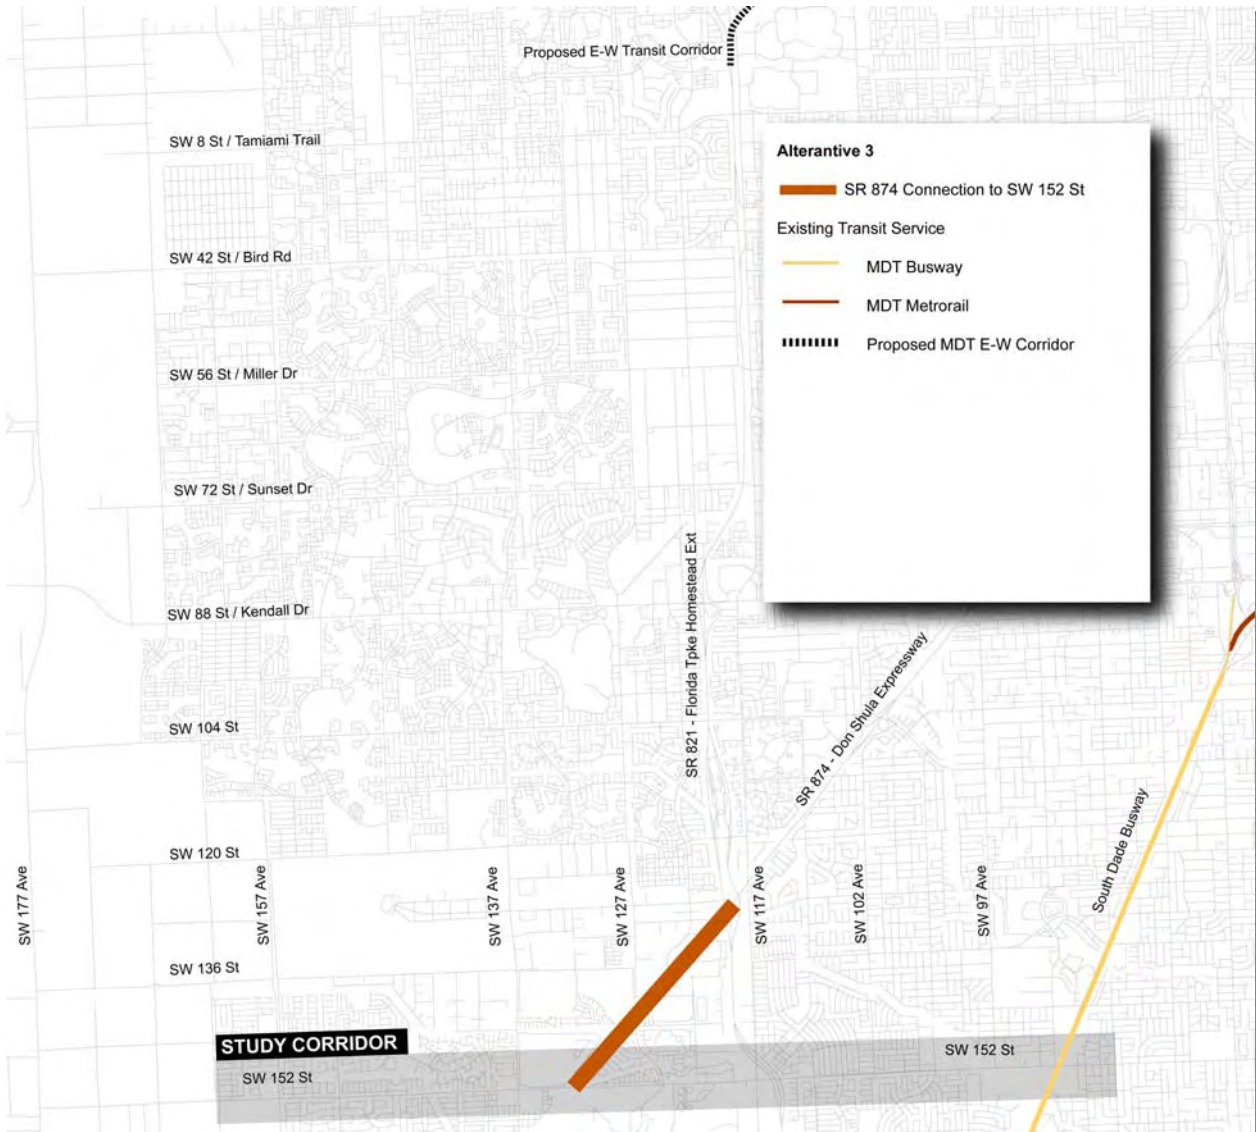 Proposed E-W Transit Corridor
SW 8 St / Tamiami Trail
Alterantive 3
SR 874 Connection to SW 152 St
Existing Transit Service
MDT Busway
MDT Metrorail
Proposed MDT E-W Corridor
SW 42 St / Bird Rd
SW 56 St / Miller Dr
SW 72 St / Sunset Dr
SW 88 St / Kendall Dr
SR 821 - Florida Tpke Homestead Ext
SR 874 - Don Shula Expressway
SW 104 St
South Dade Busway
SW 120 St
SW 177 Ave
SW 157 Ave
SW 137 Ave
SW 127 Ave
SW 117 Ave
SW 102 Ave
SW 97 Ave
SW 136 St
STUDY CORRIDOR
SW 152 St
SW 152 St